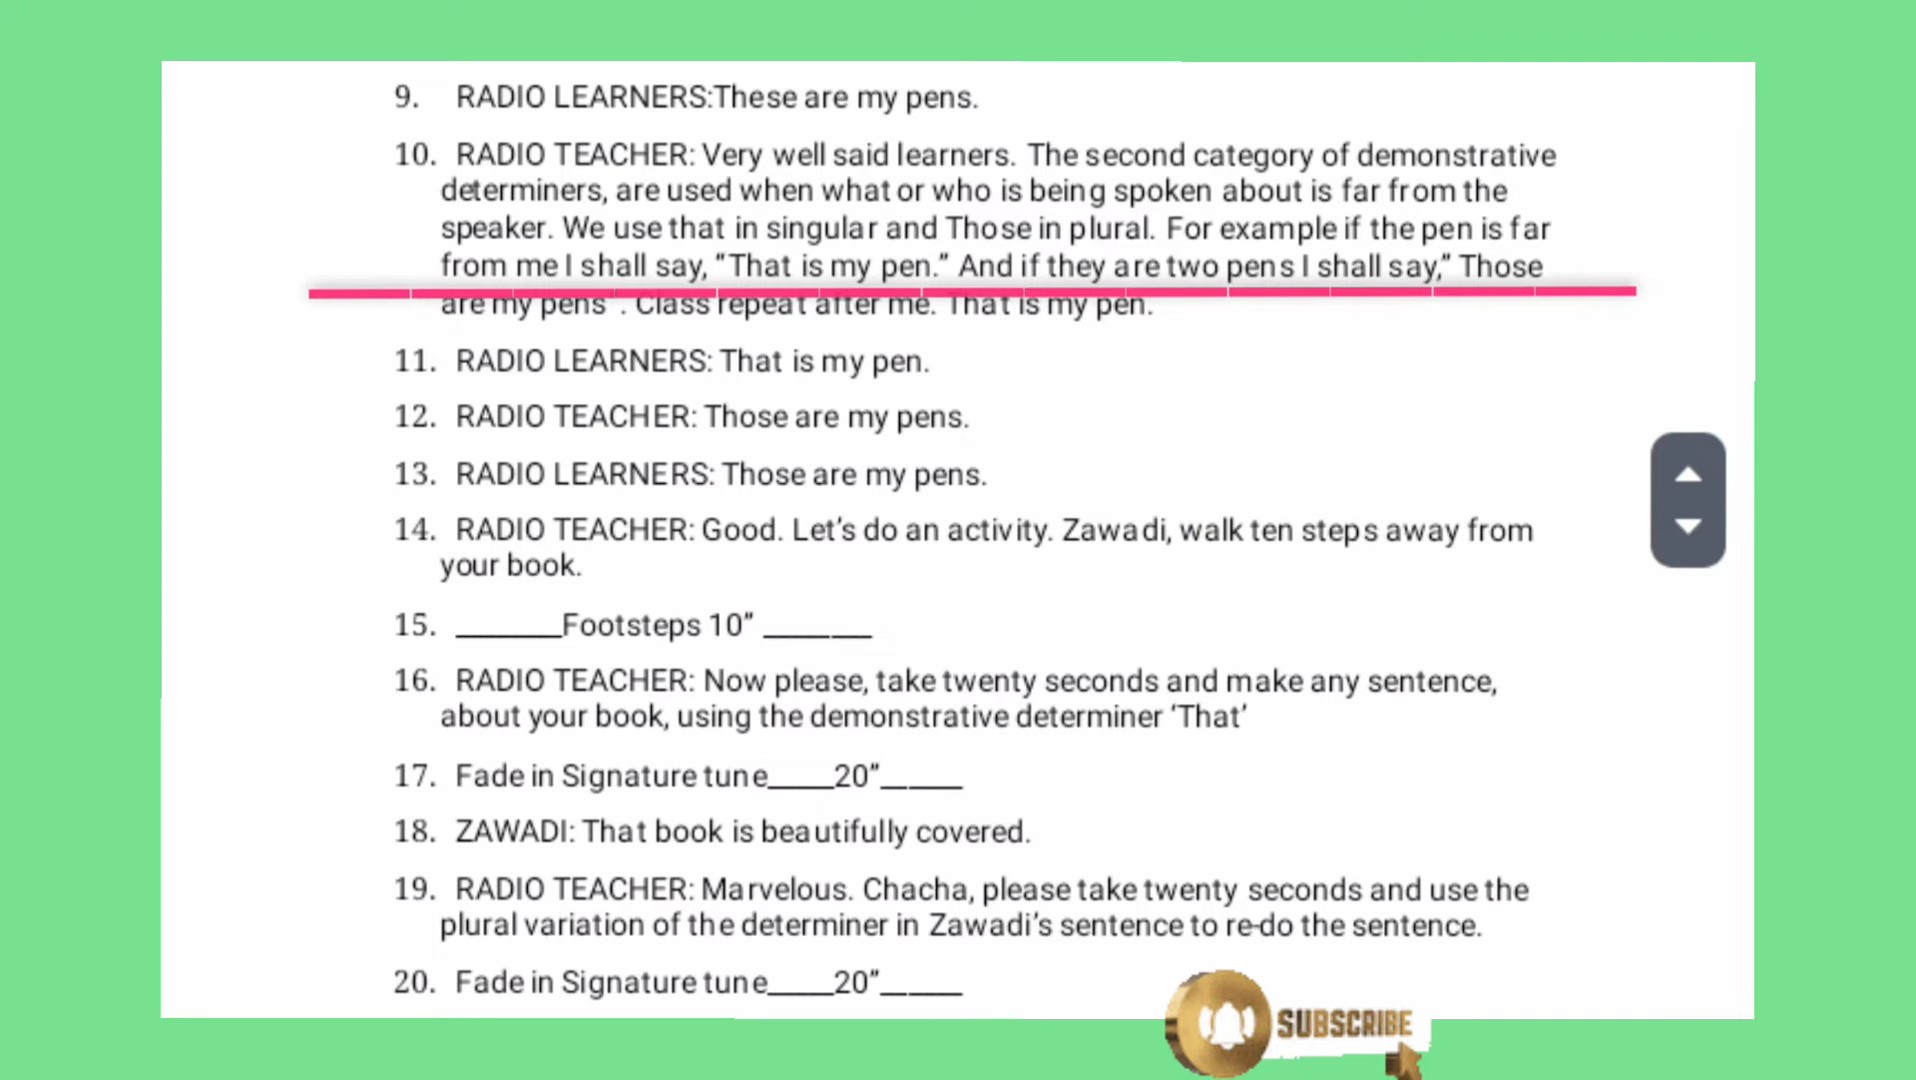 9. RADIO LEARNERS:These are my pens.
10. RADIO TEACHER: Very well said learners. The second category of demonstrative
determiners, are used when what or who is being spoken about is far from the
speaker. We use that in singular and Those in plural. For example if the pen is far
from me I shall say, “That is my pen.” And if they are two pens I shall say,” Those
are my pens” . Class repeat after me. That is my pen.
11. RADIO LEARNERS: That is my pen.
12. RADIO TEACHER: Those are my pens.
13. RADIO LEARNERS: Those are my pens.
14. RADIO TEACHER: Good. Let’s do an activity. Zawadi, walk ten steps away from
your book.
15. ________Footsteps 10” ________
16. RADIO TEACHER: Now please, take twenty seconds and make any sentence,
about your book, using the demonstrative determiner ‘That’
17. Fade in Signature tune_____20”______
18. ZAWADI: That book is beautifully covered.
19. RADIO TEACHER: Marvelous. Chacha, please take twenty seconds and use the
plural variation of the determiner in Zawadi’s sentence to re-do the sentence.
20. Fade in Signature tune_____20”______
SUBSCRIBE